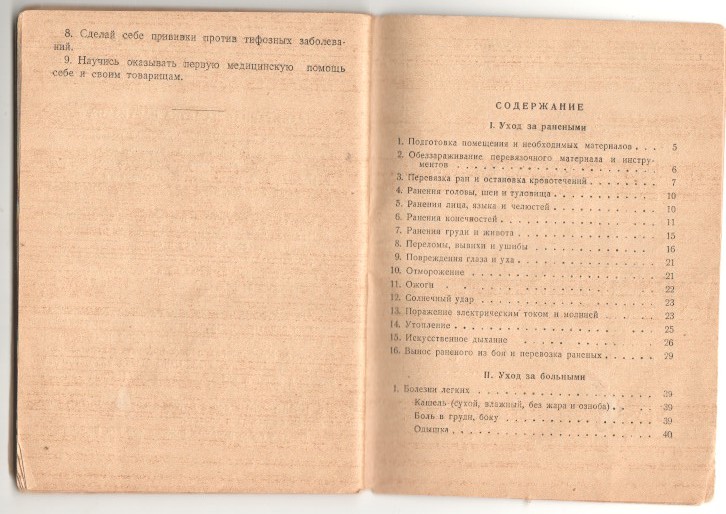 8. Сделай себе прививки против тифозных заболева-
ний.
9. Научись оказывать первую медицинскую помощь
себе и своим товарищам.
СОДЕРЖАНИЕ
I. Уход за ранеными
1. Подготовка помещения и необходимых материалов . . . 5
2. Обеззараживание перевязочного материала и инстру-
ментов . . . . . . . . . . . . . . . . . 6
3. Перевязка ран и остановка кровотечений . . . . . . . 7
4. Ранения головы, шеи и туловища . . . . . . . . . 10
5. Ранения лица, языка и челюстей . . . . . . . . . 10
6. Ранения конечностей . . . . . . . . . . . . . 11
7. Ранения груди и живота . . . . . . . . . . . . 15
8. Переломы, вывихи и ушибы . . . . . . . . . . . 16
9. Повреждения глаза и уха . . . . . . . . . . . . 21
10. Отморожение . . . . . . . . . . . . . . . 21
11. Ожоги . . . . . . . . . . . . . . . . . 22
12. Солнечный удар . . . . . . . . . . . . . . 23
13. Поражение электрическим током и молнией . . . . . 23
14. Утопление . . . . . . . . . . . . . . . . 25
15. Искусственное дыхание . . . . . . . . . . . . 26
16. Вынос раненого из боя и перевозка раненых . . . . . 29
II. Уход за больными
1. Болезни легких . . . . . . . . . . . . . . 39
Кашель (сухой, влажный, без жара и озноба) . . . 39
Боль в груди, боку . . . . . . . . . . . . . 39
Одышка . . . . . . . . . . . . . . . . 40